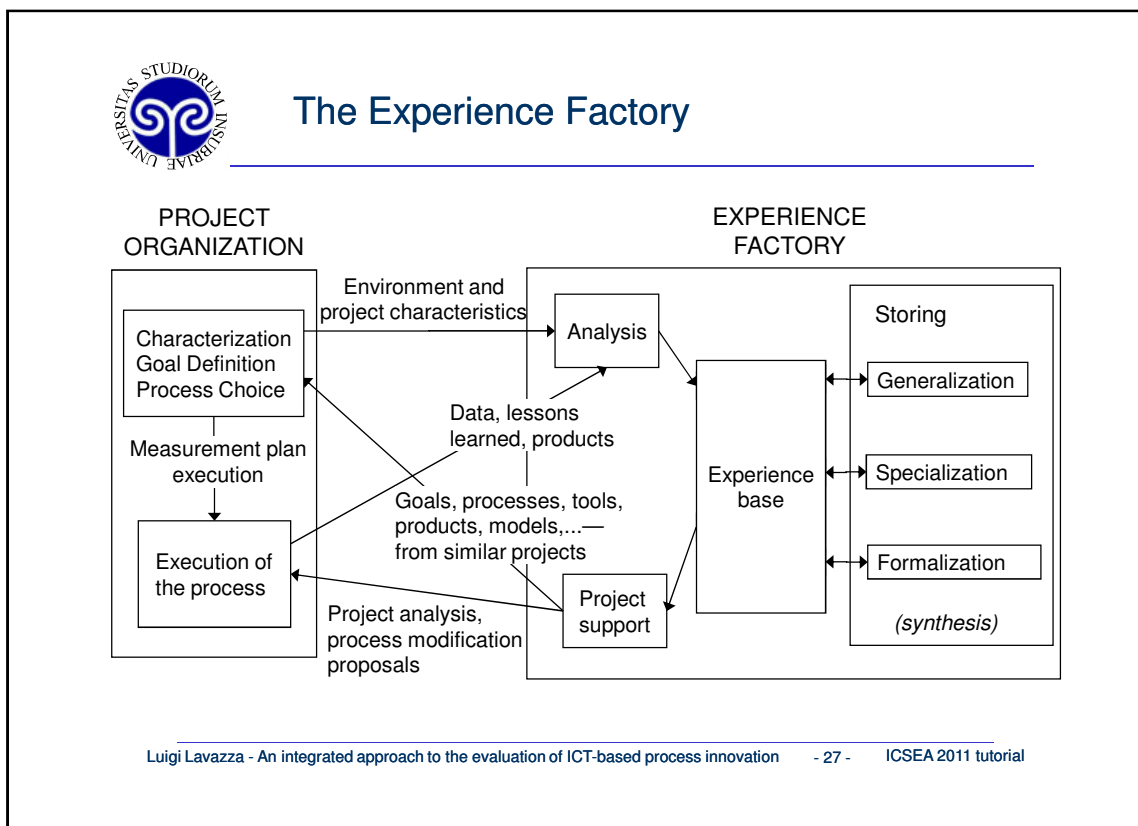 UNIVERSITAS STUDIORUM INSUBRIAE
The Experience Factory
PROJECT
ORGANIZATION
EXPERIENCE
FACTORY
Environment and
project characteristics
Characterization
Goal Definition
Process Choice
Analysis
Storing
Generalization
Data, lessons
learned, products
Measurement plan
execution
Experience
base
Specialization
Goals, processes, tools,
products, models,...—
from similar projects
Execution of
the process
Formalization
Project
support
(synthesis)
Project analysis,
process modification
proposals
Luigi Lavazza - An integrated approach to the evaluation of ICT-based process innovation - 27 - ICSEA 2011 tutorial